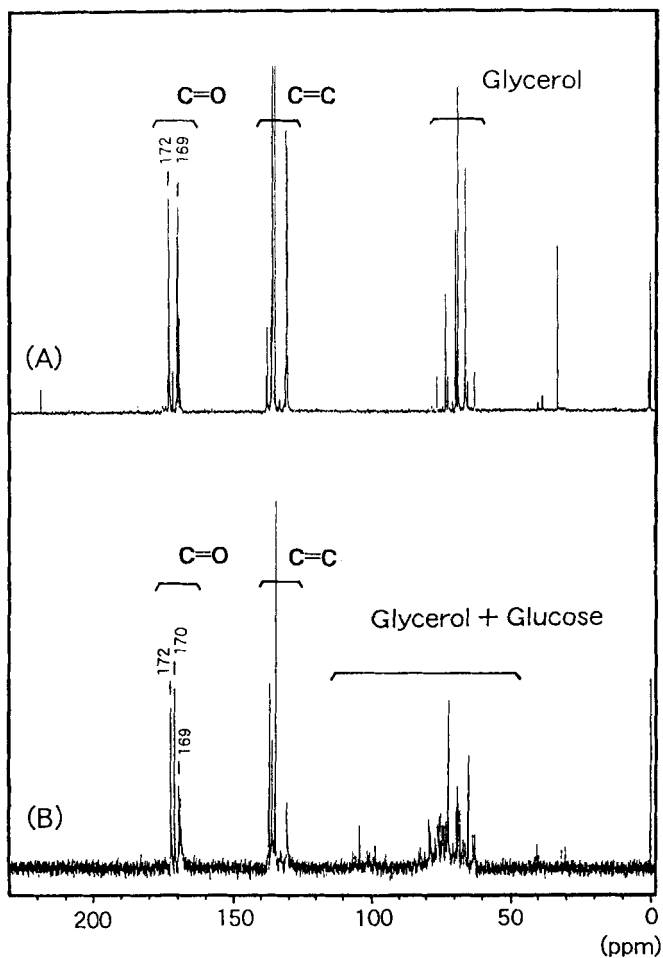 C=O
C=C
Glycerol
172
169
(A)
C=O
C=C
Glycerol + Glucose
172
170
169
(B)
200
150
100
50
0
(ppm)